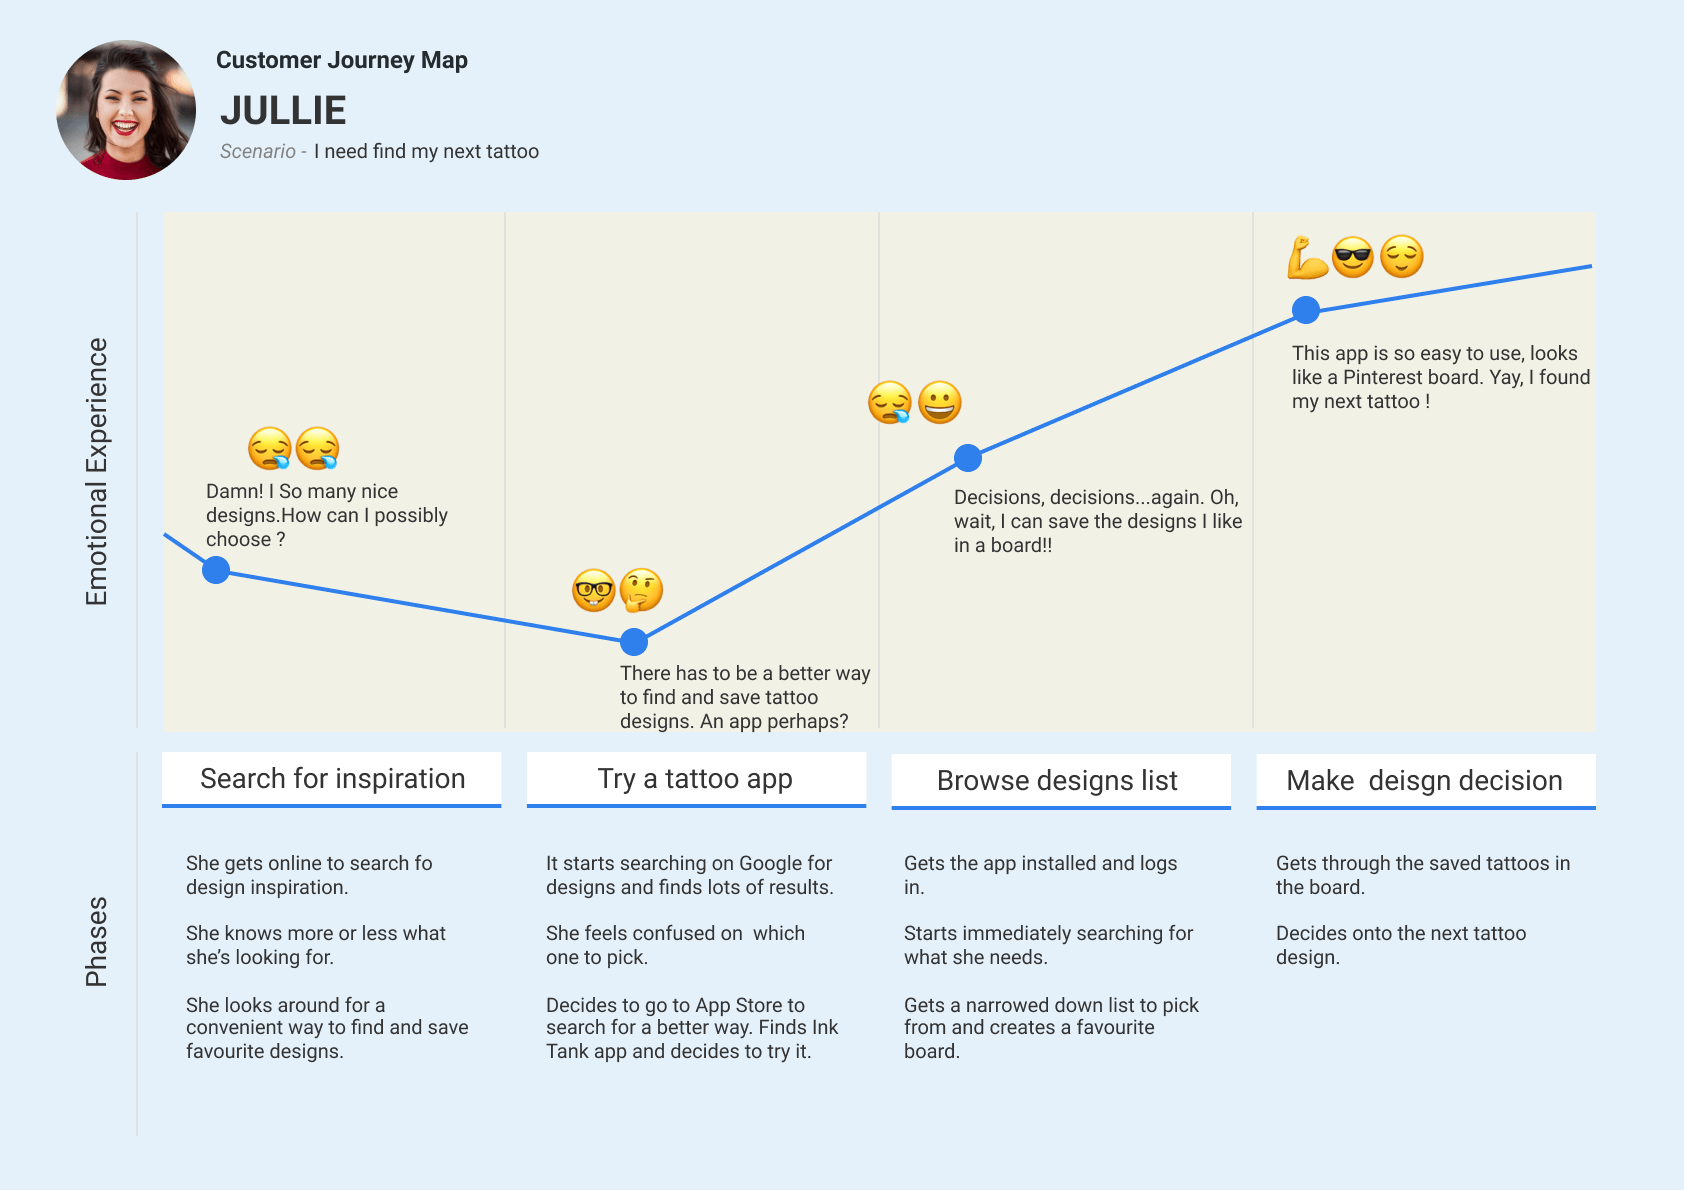 Customer Journey Map
JULLIE
Scenario - I need find my next tattoo
Emotional Experience
Damn! I So many nice
designs.How can I possibly
choose ?
There has to be a better way
to find and save tattoo
designs. An app perhaps?
Decisions, decisions...again. Oh,
wait, I can save the designs I like
in a board!!
This app is so easy to use, looks
like a Pinterest board. Yay, I found
my next tattoo !
Phases
Search for inspiration
She gets online to search fo
design inspiration.
She knows more or less what
she’s looking for.
She looks around for a
convenient way to find and save
favourite designs.
Try a tattoo app
It starts searching on Google for
designs and finds lots of results.
She feels confused on  which
one to pick.
Decides to go to App Store to
search for a better way. Finds Ink
Tank app and decides to try it.
Browse designs list
Gets the app installed and logs
in.
Starts immediately searching for
what she needs.
Gets a narrowed down list to pick
from and creates a favourite
board.
Make  deisgn decision
Gets through the saved tattoos in
the board.
Decides onto the next tattoo
design.